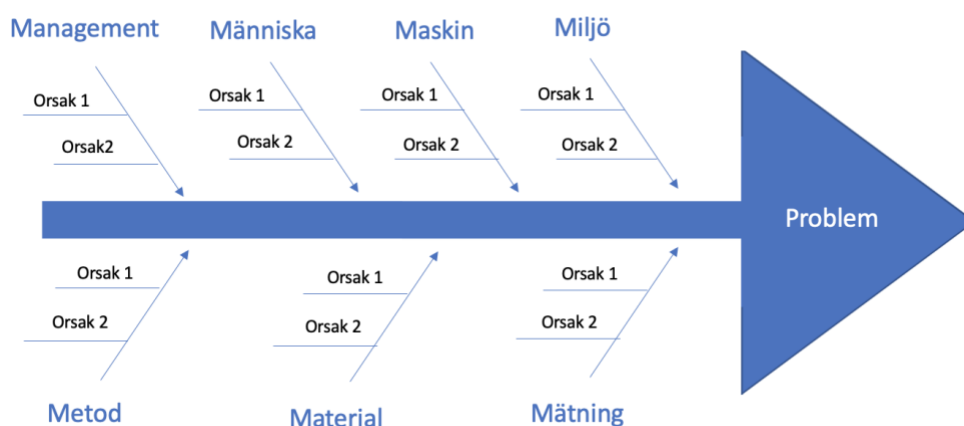 Management
Människa
Maskin
Miljö
Orsak 1
Orsak 1
Orsak 1
Orsak 1
Orsak2
Orsak 2
Orsak 2
Orsak 2
Problem
Orsak 1
Orsak 1
Orsak 1
Orsak 2
Orsak 2
Orsak 2
Metod
Material
Mätning